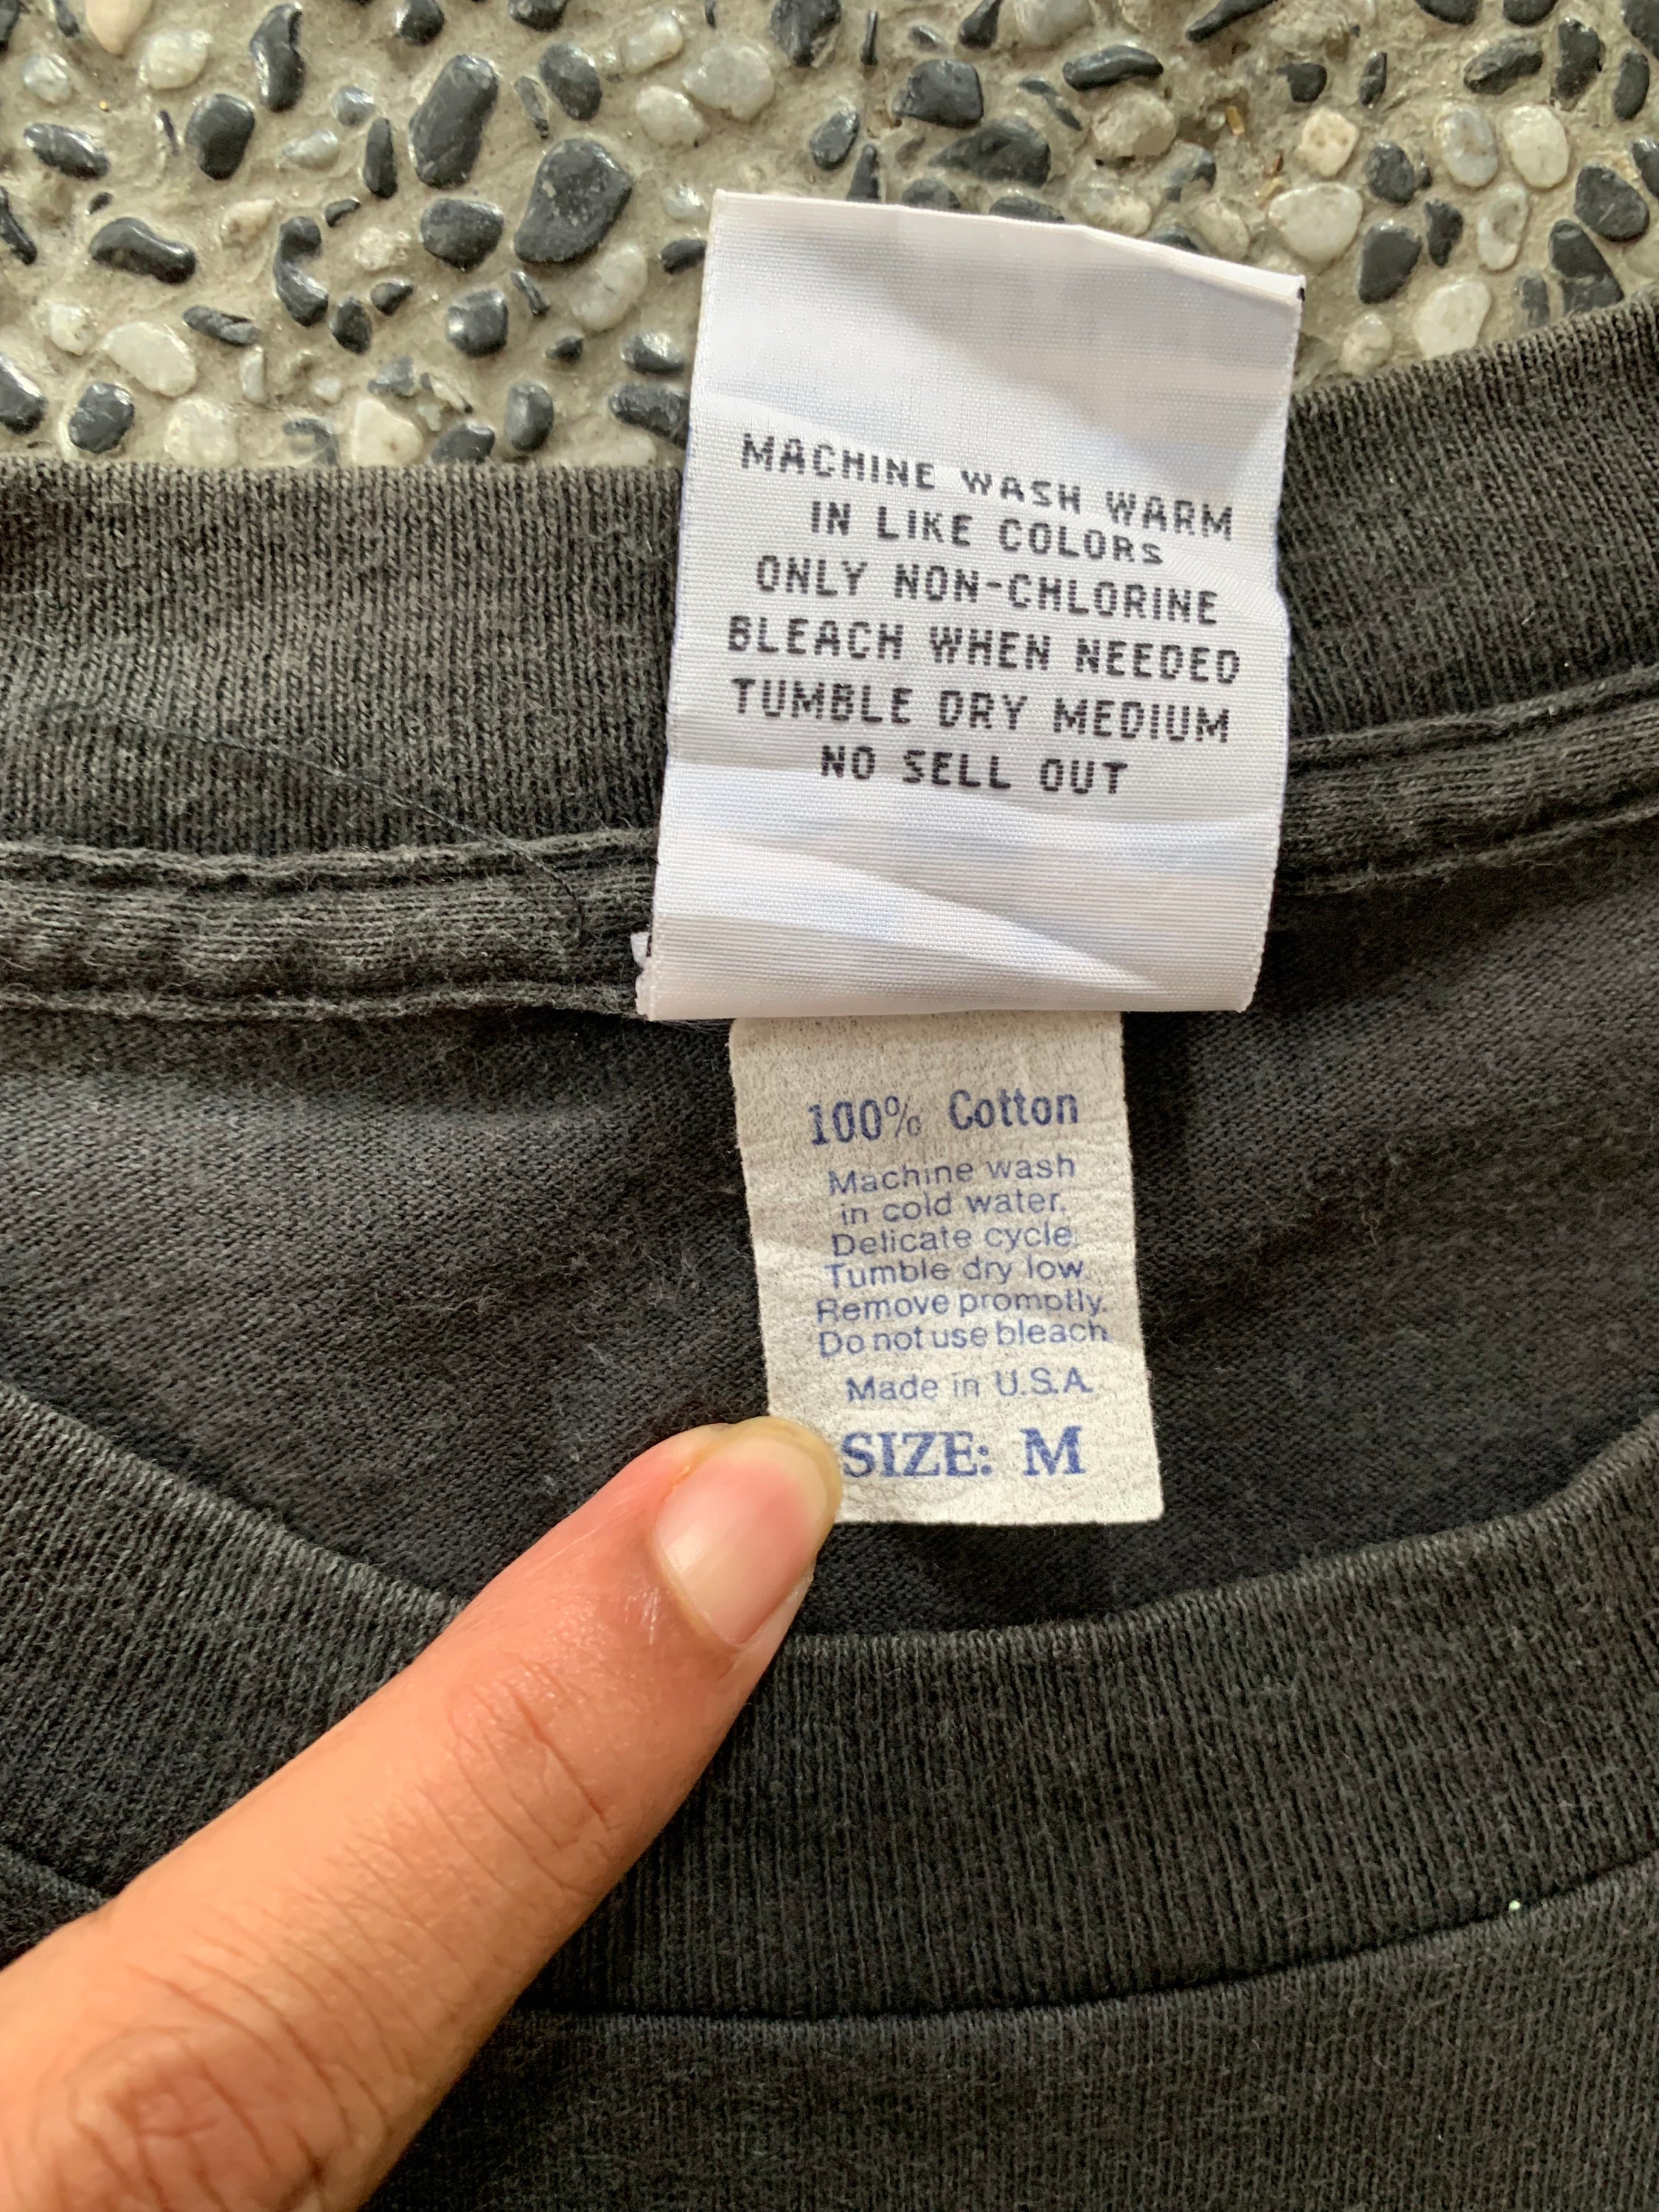 MACHINE WASH WARM
IN LIKE COLORS
ONLY NON-CHLORINE
BLEACH WHEN NEEDED
TUMBLE DRY MEDIUM
NO SELL OUT
100% Cotton
Machine wash
in cold water.
Delicate cycle.
Tumble dry low.
Remove promptly.
Do not use bleach.
Made in U.S.A.
SIZE: M